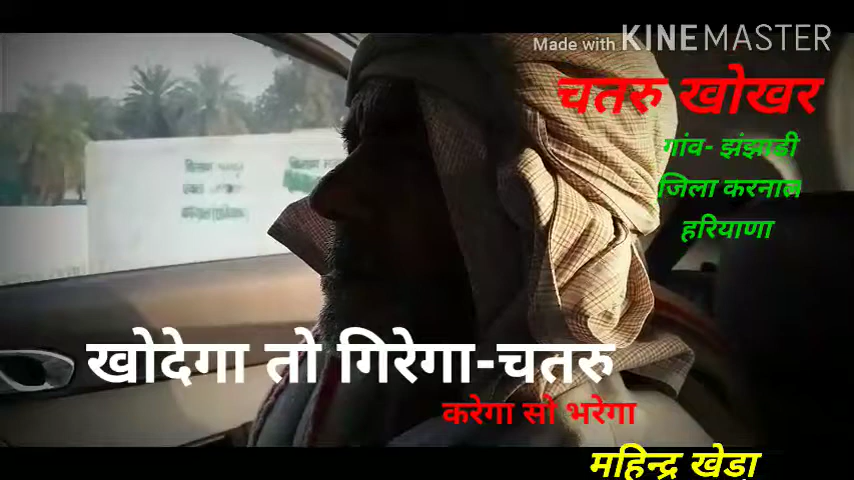 Made with KINEMASTER
चतरु खोखर
गांव- झंझाडी
जिला करनाल
हरियाणा
खोदेगा तो गिरेगा-चतरु
करेगा सो भरेगा
महिन्द्र खेडा